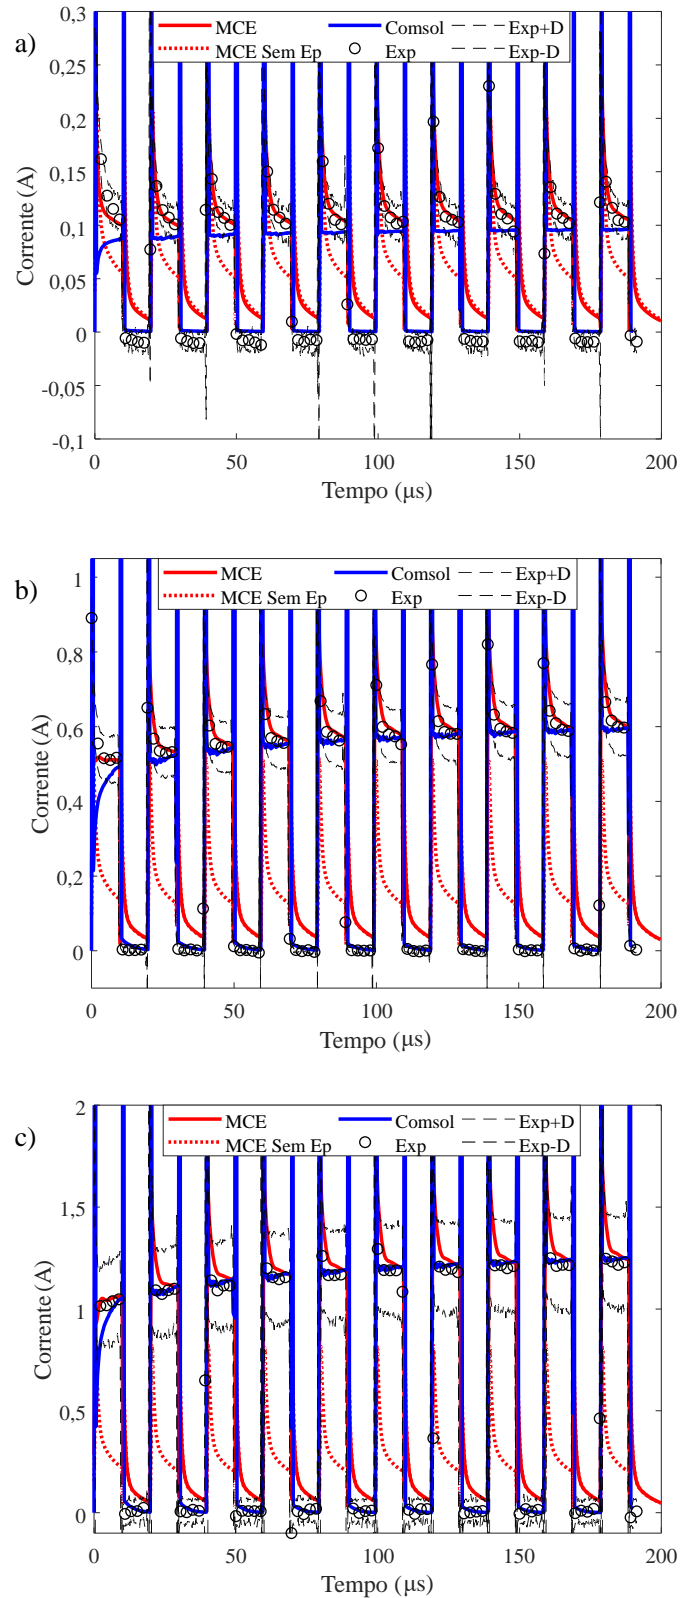 a)
MCE
Comsol
Exp+D
MCE Sem Ep
Exp
Exp-D
0,3
0,25
0,2
0,15
0,1
0,05
0
-0,05
-0,1
Corrente (A)
0
50
100
150
200
Tempo (μs)
b)
MCE
Comsol
Exp+D
MCE Sem Ep
Exp
Exp-D
1
0,8
0,6
0,4
0,2
0
Corrente (A)
0
50
100
150
200
Tempo (μs)
c)
MCE
Comsol
Exp+D
MCE Sem Ep
Exp
Exp-D
2
1,5
1
0,5
0
Corrente (A)
0
50
100
150
200
Tempo (μs)